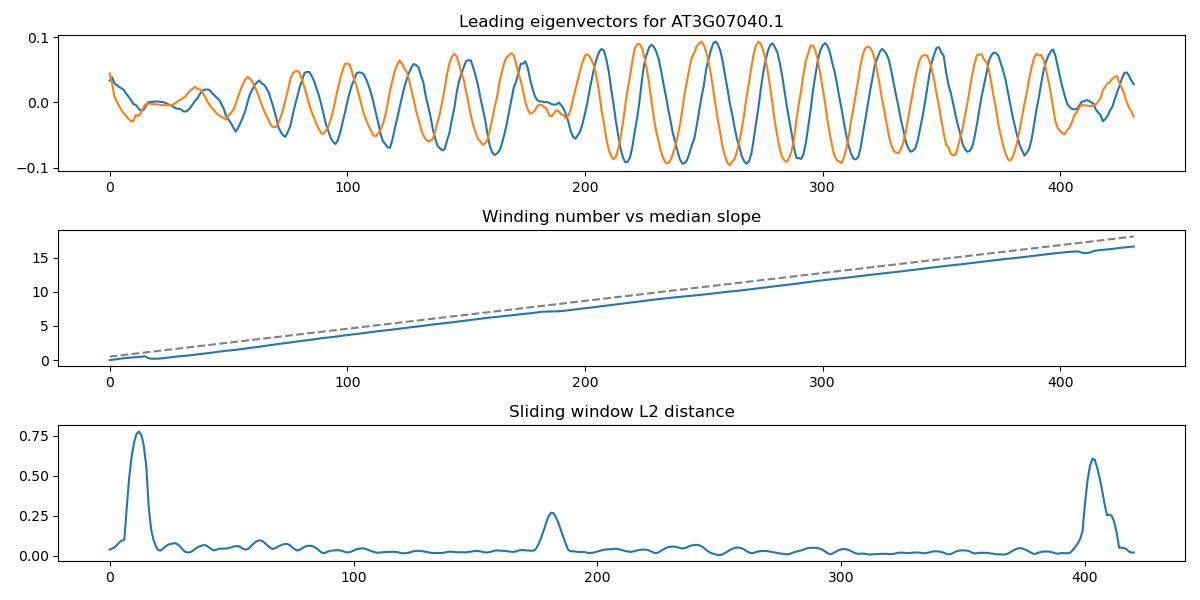 Leading eigenvectors for AT3G07040.1
0.1
0.0
−0.1
0 100 200 300 400
Winding number vs median slope
15
10
5
0
0 100 200 300 400
Sliding window L2 distance
0.75
0.50
0.25
0.00
0 100 200 300 400